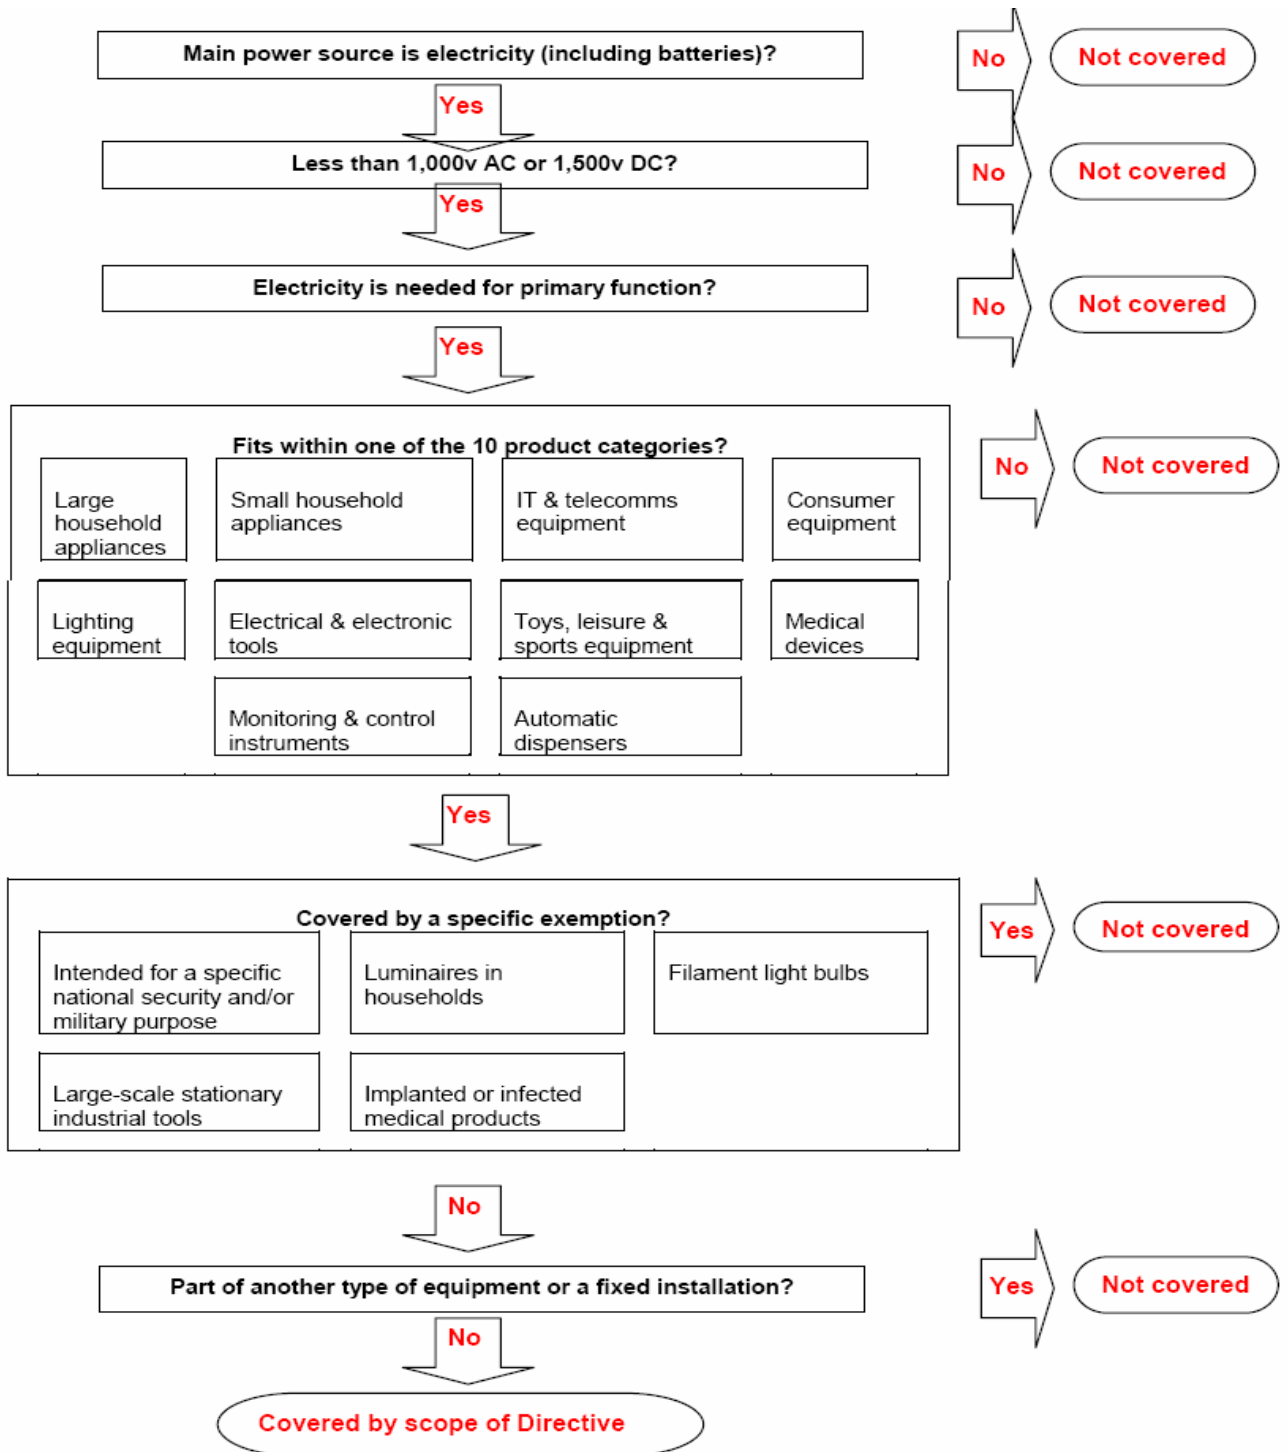 Main power source is electricity (including batteries)?
No
Not covered
Yes
Less than 1,000v AC or 1,500v DC?
No
Not covered
Yes
Electricity is needed for primary function?
No
Not covered
Yes
Fits within one of the 10 product categories?
No
Not covered
Large
household
appliances
Small household
appliances
IT & telecomms
equipment
Consumer
equipment
Lighting
equipment
Electrical & electronic
tools
Toys, leisure &
sports equipment
Medical
devices
Monitoring & control
instruments
Automatic
dispensers
Yes
Covered by a specific exemption?
Yes
Not covered
Intended for a specific
national security and/or
military purpose
Luminaires in
households
Filament light bulbs
Large-scale stationary
industrial tools
Implanted or infected
medical products
No
Part of another type of equipment or a fixed installation?
Yes
Not covered
No
Covered by scope of Directive